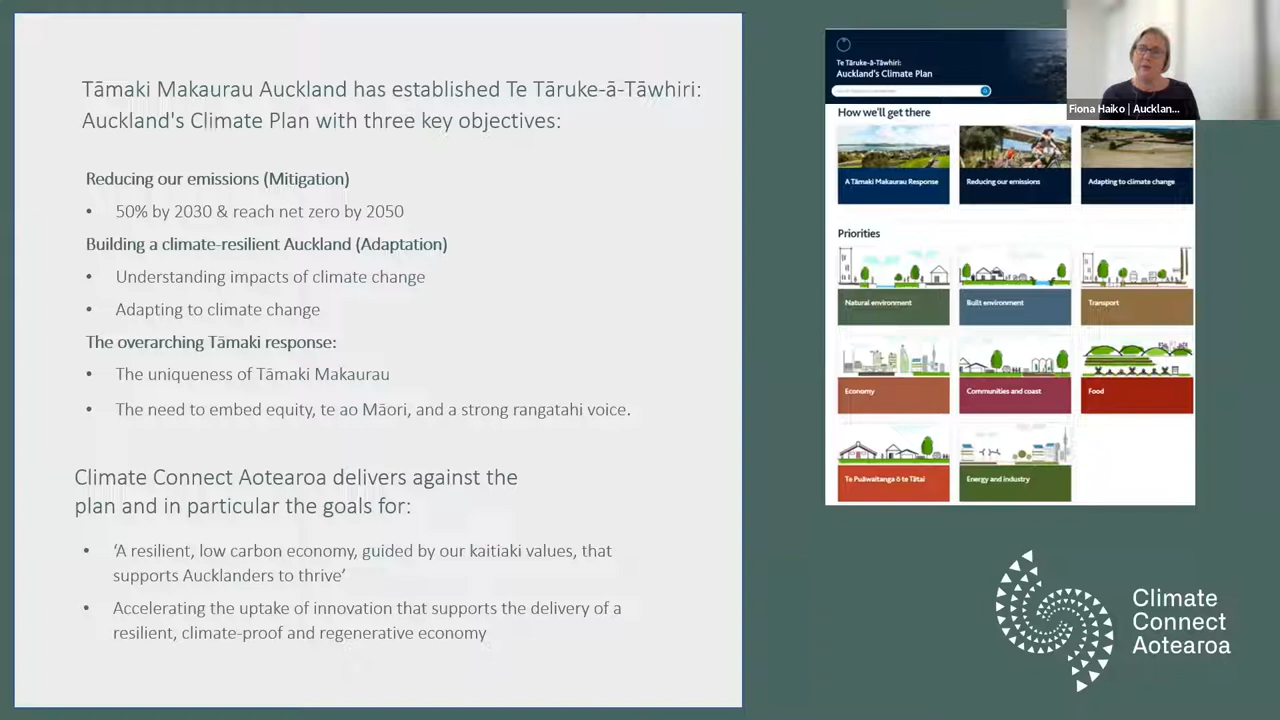 Tāmaki Makaurau Auckland has established Te Tāruke-ā-Tāwhiri:
Auckland's Climate Plan with three key objectives:
Reducing our emissions (Mitigation)
• 50% by 2030 & reach net zero by 2050
Building a climate-resilient Auckland (Adaptation)
• Understanding impacts of climate change
• Adapting to climate change
The overarching Tāmaki response:
• The uniqueness of Tāmaki Makaurau
• The need to embed equity, te ao Māori, and a strong rangatahi voice.
Climate Connect Aotearoa delivers against the
plan and in particular the goals for:
• ‘A resilient, low carbon economy, guided by our kaitiaki values, that
supports Aucklanders to thrive’
• Accelerating the uptake of innovation that supports the delivery of a
resilient, climate-proof and regenerative economy
Te Tāruke-ā-Tāwhiri:
Auckland's Climate Plan
How we'll get there
A Tāmaki Makaurau Response
Reducing our emissions
Adapting to climate change
Priorities
Natural environment
Built environment
Transport
Economy
Communities and coast
Food
Te Puāwaitanga ō te Tātai
Energy and industry
Fiona Haiko | Aucklan...
Climate
Connect
Aotearoa